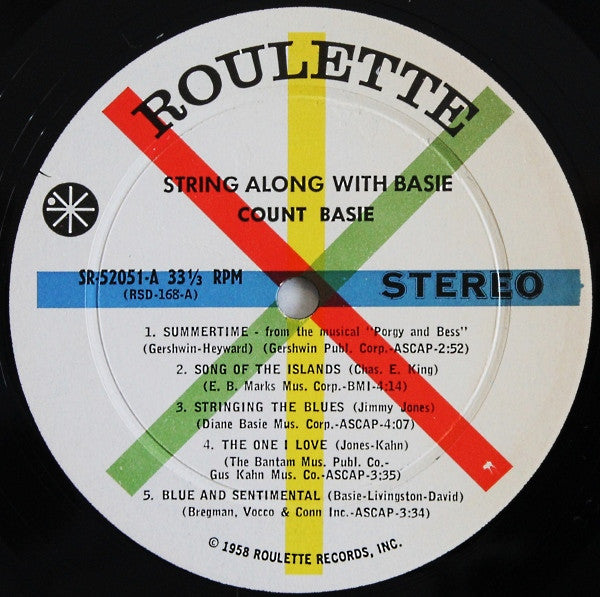 ROULETTE
STRING ALONG WITH BASIE
COUNT BASIE
SR-52051-A 33⅓ RPM
(RSD-168-A)
STEREO
1. SUMMERTIME - from the musical "Porgy and Bess"
(Gershwin-Heyward) (Gershwin Publ. Corp.-ASCAP-2:52)
2. SONG OF THE ISLANDS (Chas. E. King)
(E. B. Marks Mus. Corp.-BMI-4:14)
3. STRINGING THE BLUES (Jimmy Jones)
(Diane Basie Mus. Corp.-ASCAP-4:07)
4. THE ONE I LOVE (Jones-Kahn)
(The Bantam Mus. Publ. Co.-
Gus Kahn Mus. Co.-ASCAP-3:35)
5. BLUE AND SENTIMENTAL (Basie-Livingston-David)
(Bregman, Vocco & Conn Inc.-ASCAP-3:34)
© 1958 ROULETTE RECORDS, INC.